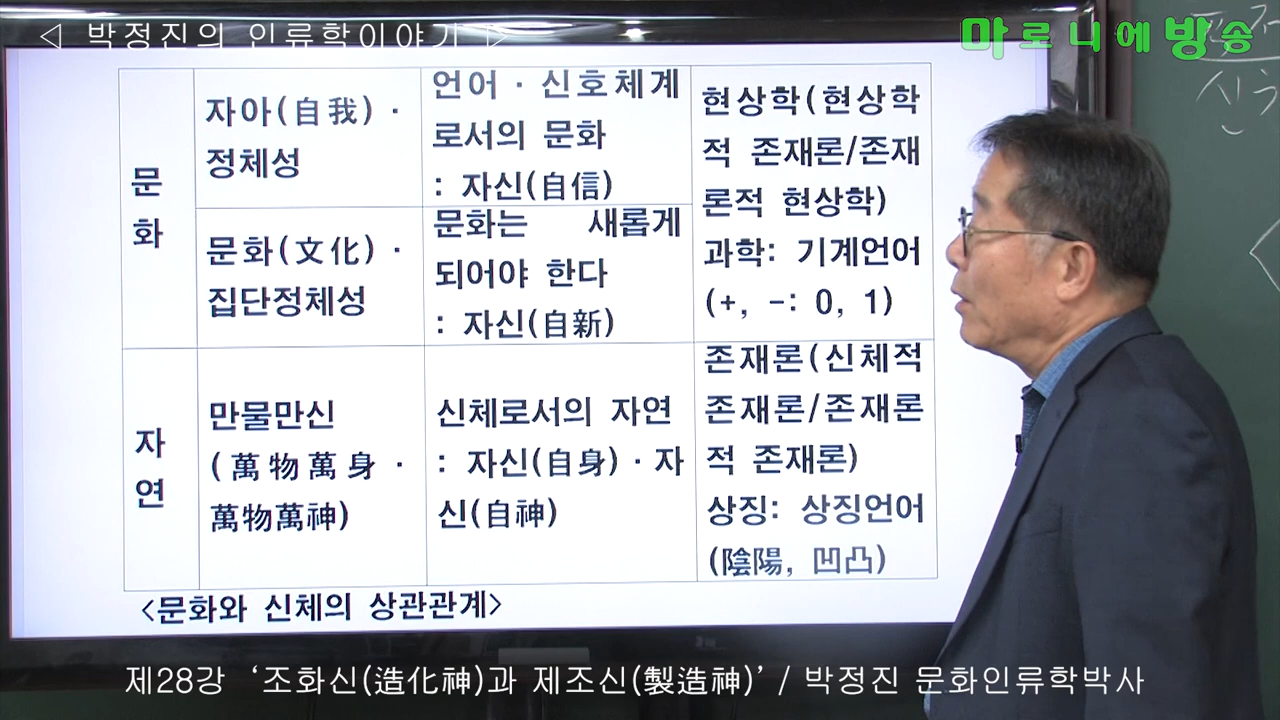 ◁ 박정진의 인류학이야기 ▷
마로니에방송
문
화
자아(自我)·
정체성
언어·신호체계
로서의 문화
: 자신(自信)
현상학(현상학
적 존재론/존재
론적 현상학)
과학: 기계언어
(+, -: 0, 1)
문화(文化)·
집단정체성
문화는 새롭게
되어야 한다
: 자신(自新)
자
연
만물만신
(萬物萬身·
萬物萬神)
신체로서의 자연
: 자신(自身)·자
신(自神)
존재론(신체적
존재론/존재론
적 존재론)
상징: 상징언어
(陰陽, 凹凸)
<문화와 신체의 상관관계>
제28강 ‘조화신(造化神)과 제조신(製造神)’ / 박정진 문화인류학박사